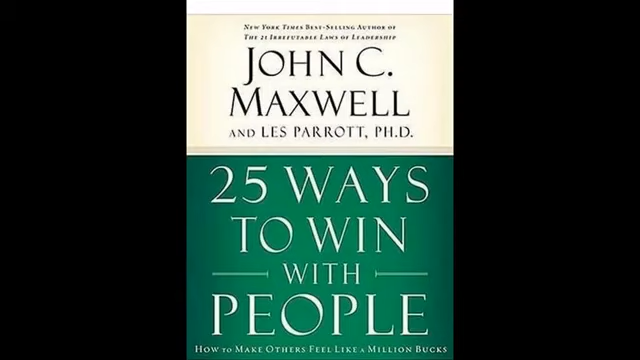 New York Times Best-Selling Author of
The 21 Irrefutable Laws of Leadership
JOHN C.
MAXWELL
AND LES PARROTT, PH.D.
25 WAYS
TO WIN
WITH
PEOPLE
How to Make Others Feel Like a Million Bucks